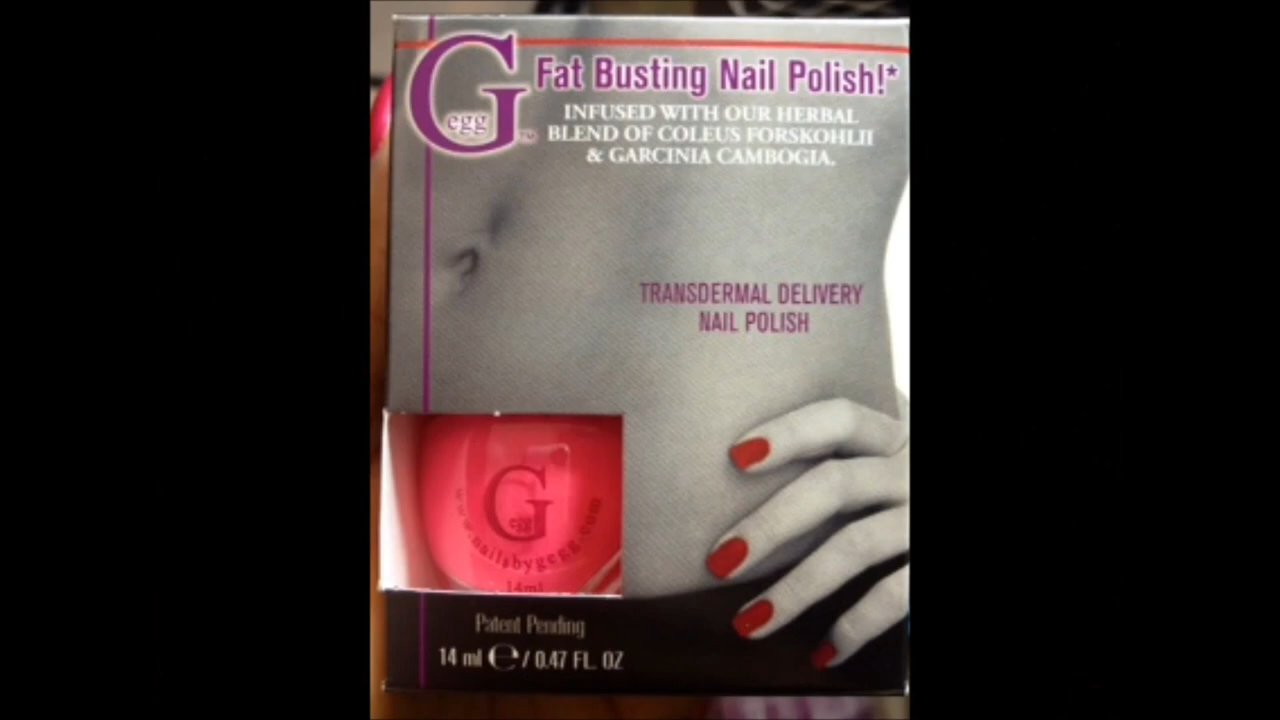 G
egg
™
Fat Busting Nail Polish!*
INFUSED WITH OUR HERBAL
BLEND OF COLEUS FORSKOHLII
& GARCINIA CAMBOGIA.
TRANSDERMAL DELIVERY
NAIL POLISH
G
egg
www.nailsbygegg.com
14ml
Patent Pending
14 ml ℮ / 0.47 FL. OZ